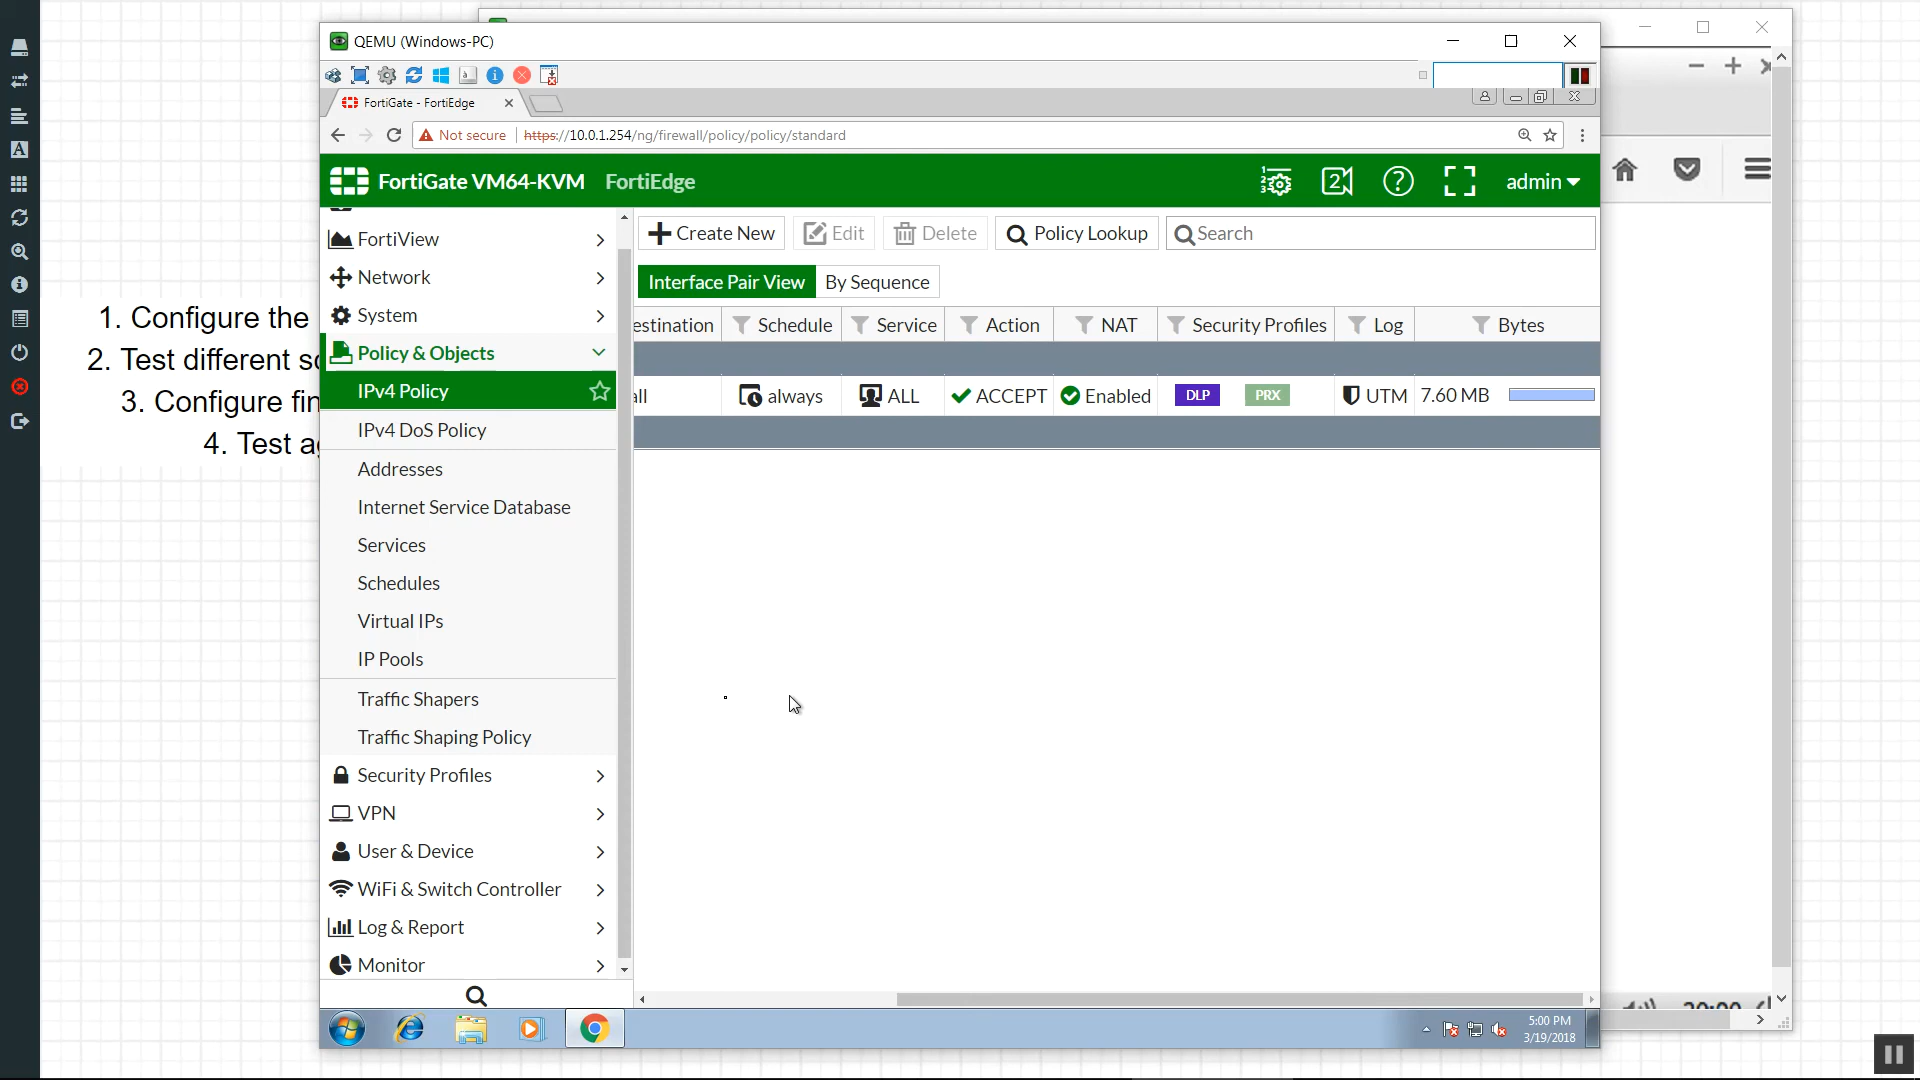 QEMU (Windows-PC)
FortiGate - FortiEdge
Not secure https://10.0.1.254/ng/firewall/policy/policy/standard
FortiGate VM64-KVM FortiEdge
2
admin
FortiView
Network
System
Policy & Objects
IPv4 Policy
IPv4 DoS Policy
Addresses
Internet Service Database
Services
Schedules
Virtual IPs
IP Pools
Traffic Shapers
Traffic Shaping Policy
Security Profiles
VPN
User & Device
WiFi & Switch Controller
Log & Report
Monitor
Create New Edit Delete Policy Lookup Search
Interface Pair View By Sequence
estination Schedule Service Action NAT Security Profiles Log Bytes
all always ALL ACCEPT Enabled DLP PRX UTM 7.60 MB
1. Configure the
2. Test different
3. Configure
4. Test
5:00 PM
3/19/2018